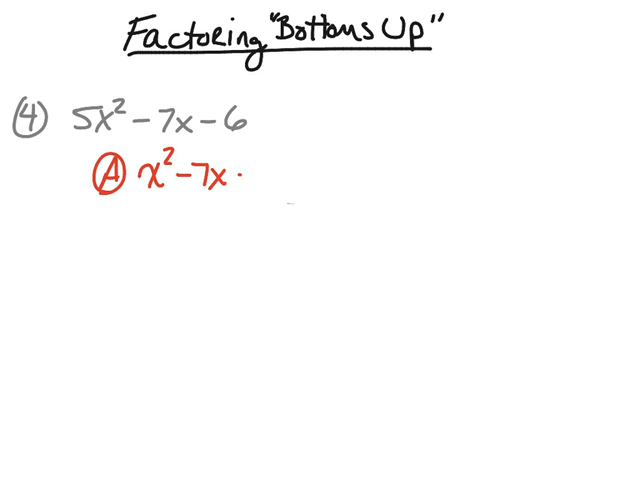 Factoring "Bottoms Up"
④ 5x² - 7x - 6
Ⓐ x² - 7x ·